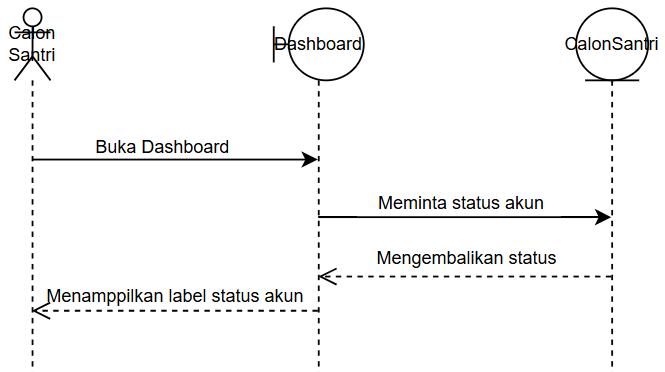 Calon
Santri
Dashboard
CalonSantri
Buka Dashboard
Meminta status akun
Mengembalikan status
Menamppilkan label status akun